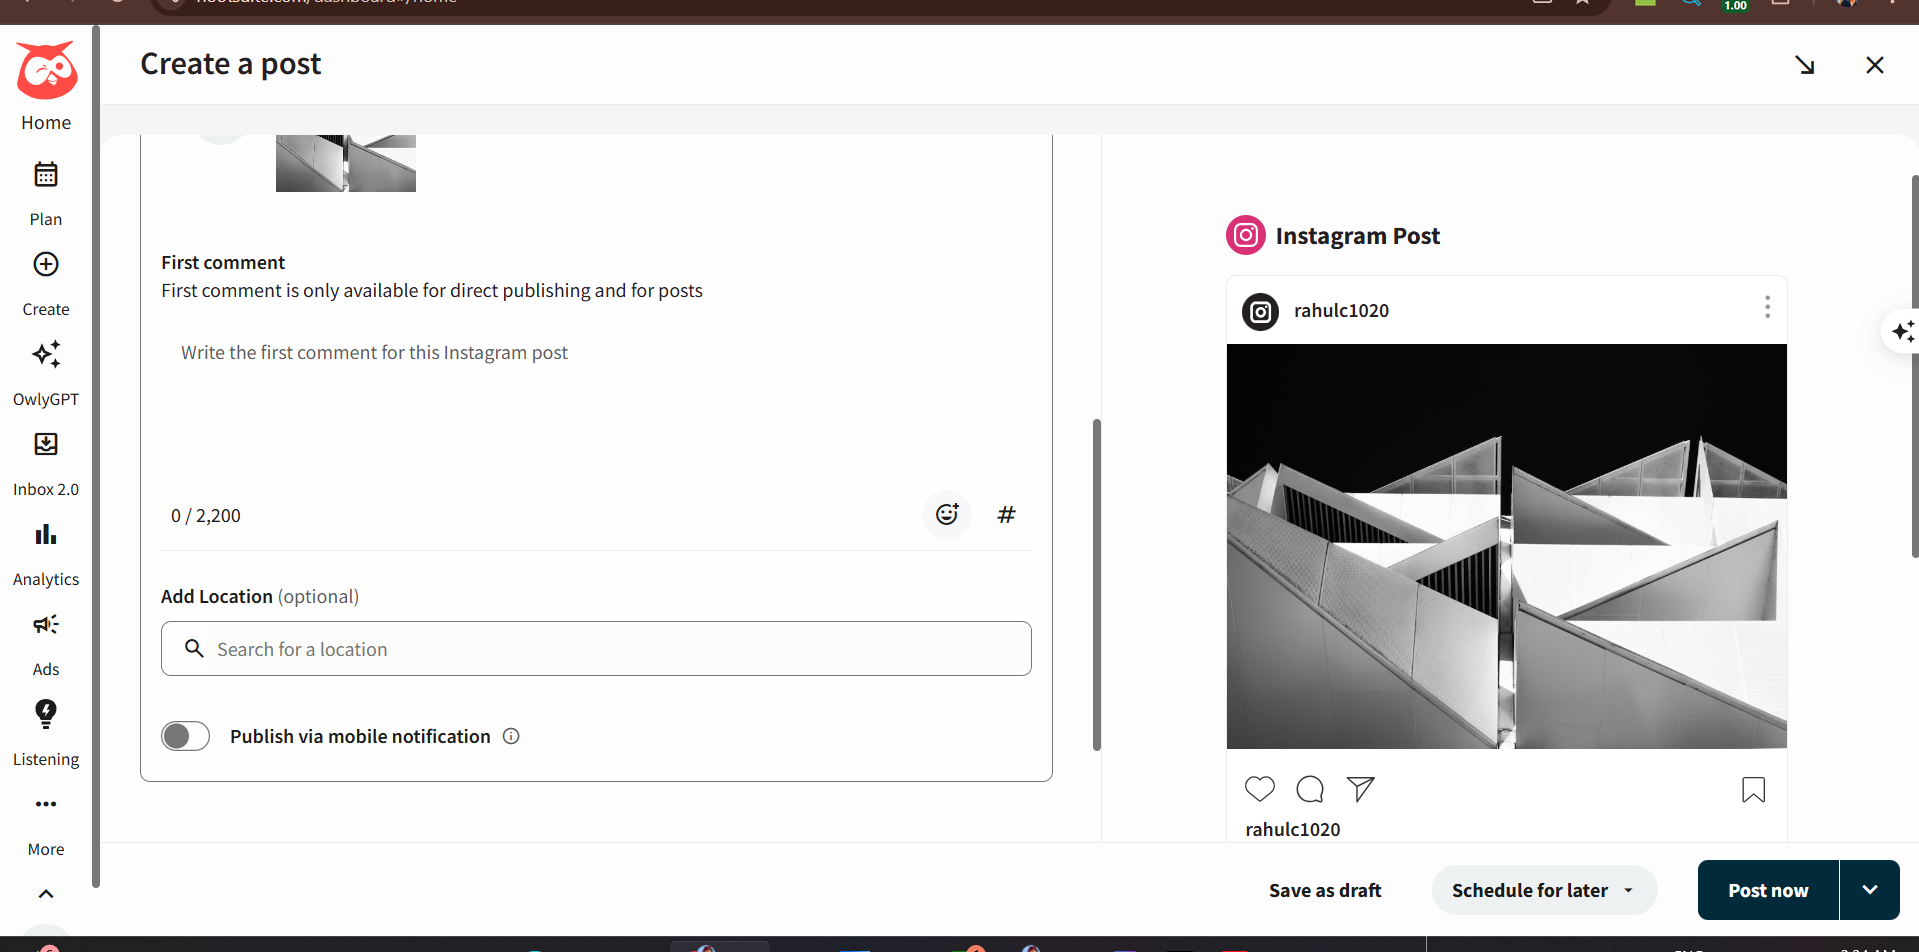 Create a post
Home
Plan
Create
OwlyGPT
Inbox 2.0
Analytics
Ads
Listening
More
First comment
First comment is only available for direct publishing and for posts
Write the first comment for this Instagram post
0 / 2,200
#
Add Location (optional)
Search for a location
Publish via mobile notification
Instagram Post
rahulc1020
rahulc1020
Save as draft
Schedule for later
Post now
1.00